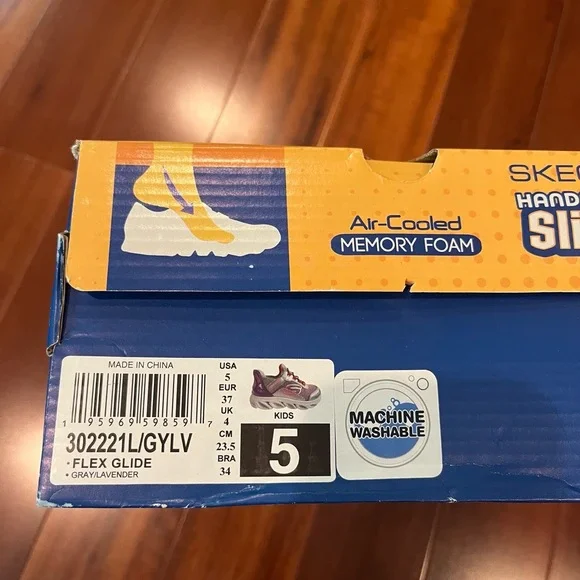 SKEC
HAND
Sli
Air-Cooled
MEMORY FOAM
MADE IN CHINA
1 95969 59859 7
302221L/GYLV
• FLEX GLIDE
• GRAY/LAVENDER
USA
5
EUR
37
UK
4
CM
23.5
BRA
34
KIDS
5
MACHINE
WASHABLE